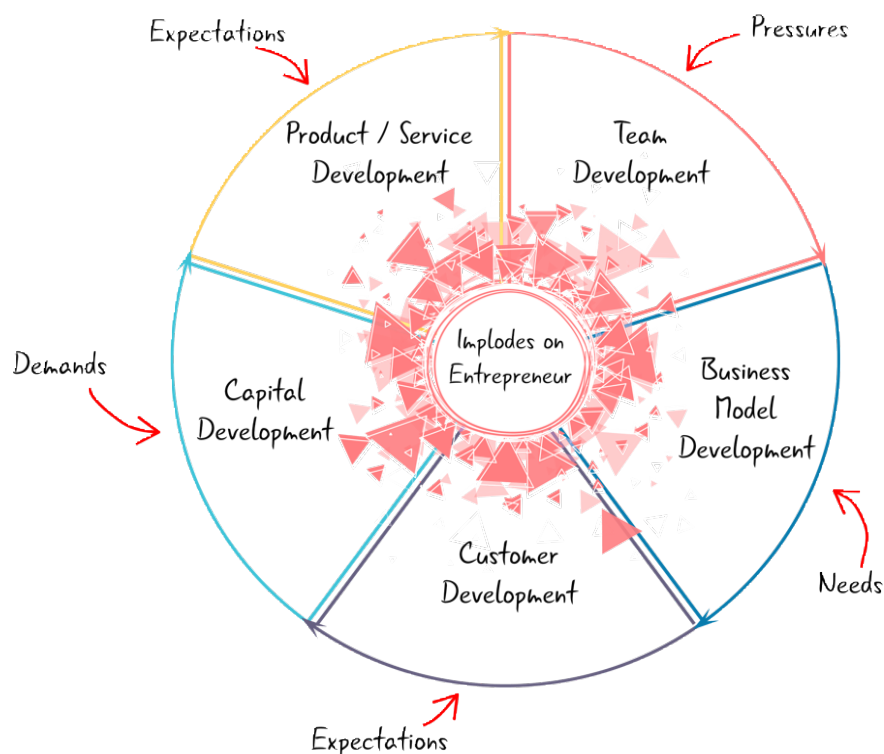 Expectations
Pressures
Product / Service
Development
Team
Development
Implodes on
Entrepreneur
Demands
Capital
Development
Business
Model
Development
Customer
Development
Needs
Expectations